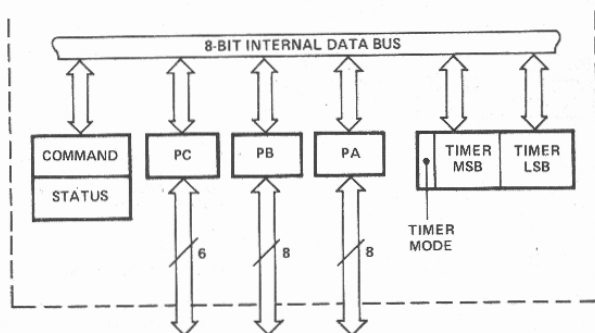 8-BIT INTERNAL DATA BUS
COMMAND
STATUS
PC
PB
PA
TIMER
MSB
TIMER
LSB
TIMER
MODE
6
8
8